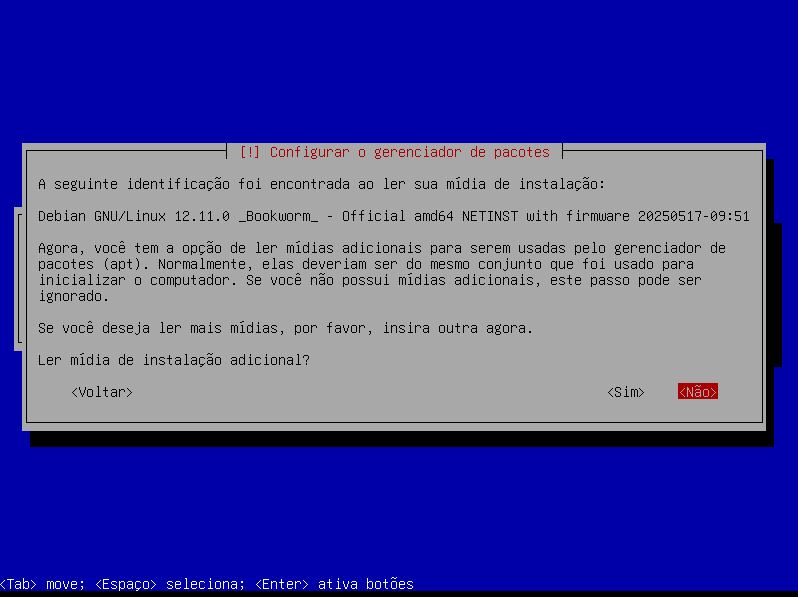 [!] Configurar o gerenciador de pacotes
A seguinte identificação foi encontrada ao ler sua mídia de instalação:
Debian GNU/Linux 12.11.0 _Bookworm_ - Official amd64 NETINST with firmware 20250517-09:51
Agora, você tem a opção de ler mídias adicionais para serem usadas pelo gerenciador de
pacotes (apt). Normalmente, elas deveriam ser do mesmo conjunto que foi usado para
inicializar o computador. Se você não possui mídias adicionais, este passo pode ser
ignorado.
Se você deseja ler mais mídias, por favor, insira outra agora.
Ler mídia de instalação adicional?
<Voltar> <Sim> <Não>
<Tab> move; <Espaço> seleciona; <Enter> ativa botões